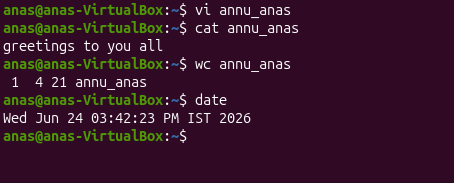 anas@anas-VirtualBox:~$ vi annu_anas
anas@anas-VirtualBox:~$ cat annu_anas
greetings to you all
anas@anas-VirtualBox:~$ wc annu_anas
 1  4 21 annu_anas
anas@anas-VirtualBox:~$ date
Wed Jun 24 03:42:23 PM IST 2026
anas@anas-VirtualBox:~$